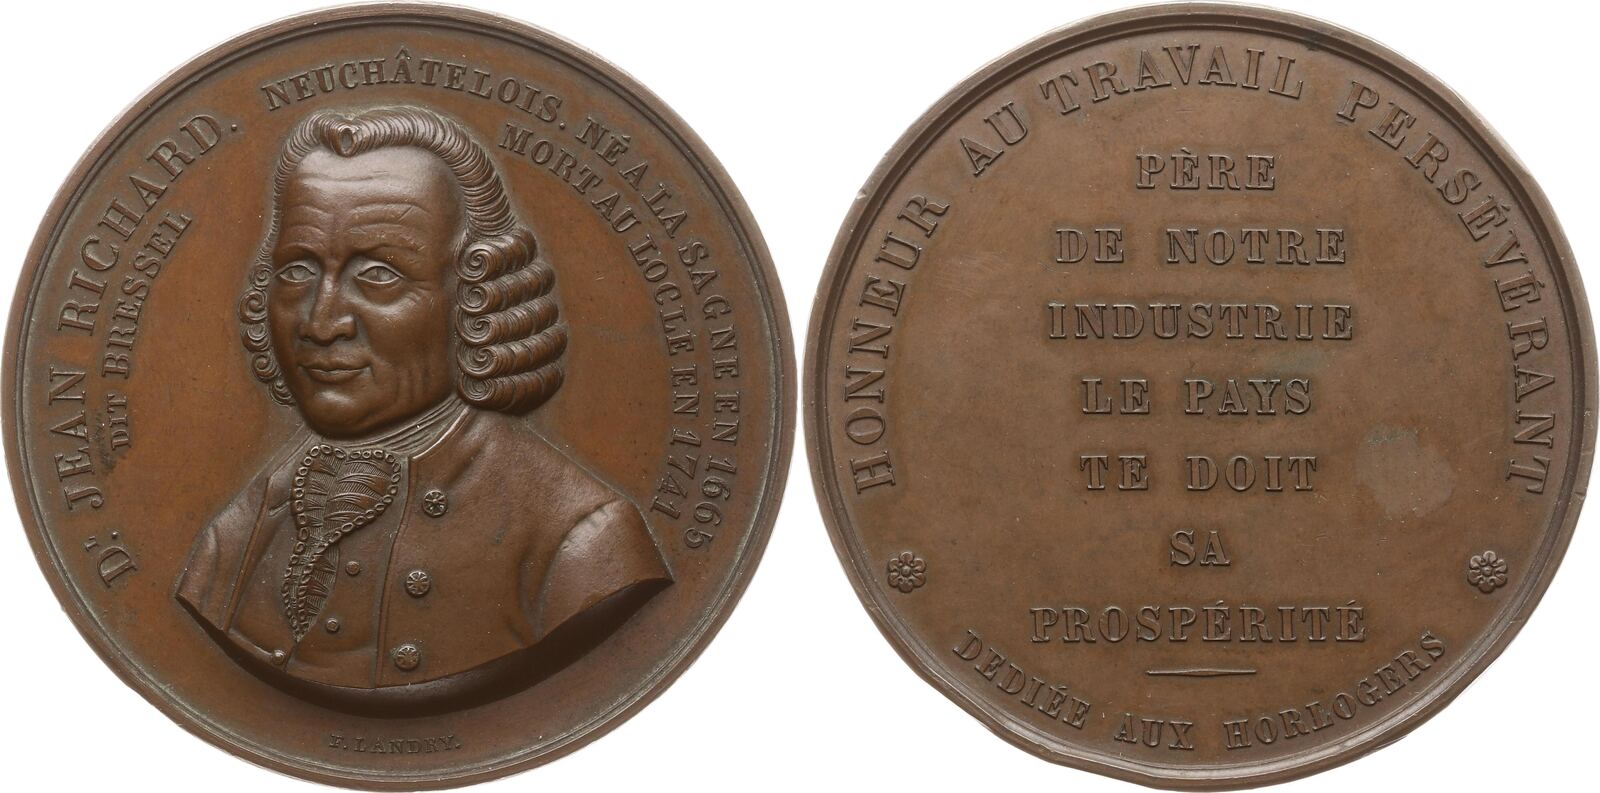 D.^R JEAN RICHARD. NEUCHÂTELOIS. NÉ A LA SAGNE EN 1665
DIT BRESSEL MORT AU LOCLE EN 1741
F. LANDRY.
HONNEUR AU TRAVAIL PERSÉVÉRANT
PÈRE
DE NOTRE
INDUSTRIE
LE PAYS
TE DOIT
SA
PROSPÉRITÉ
DEDIÉE AUX HORLOGERS